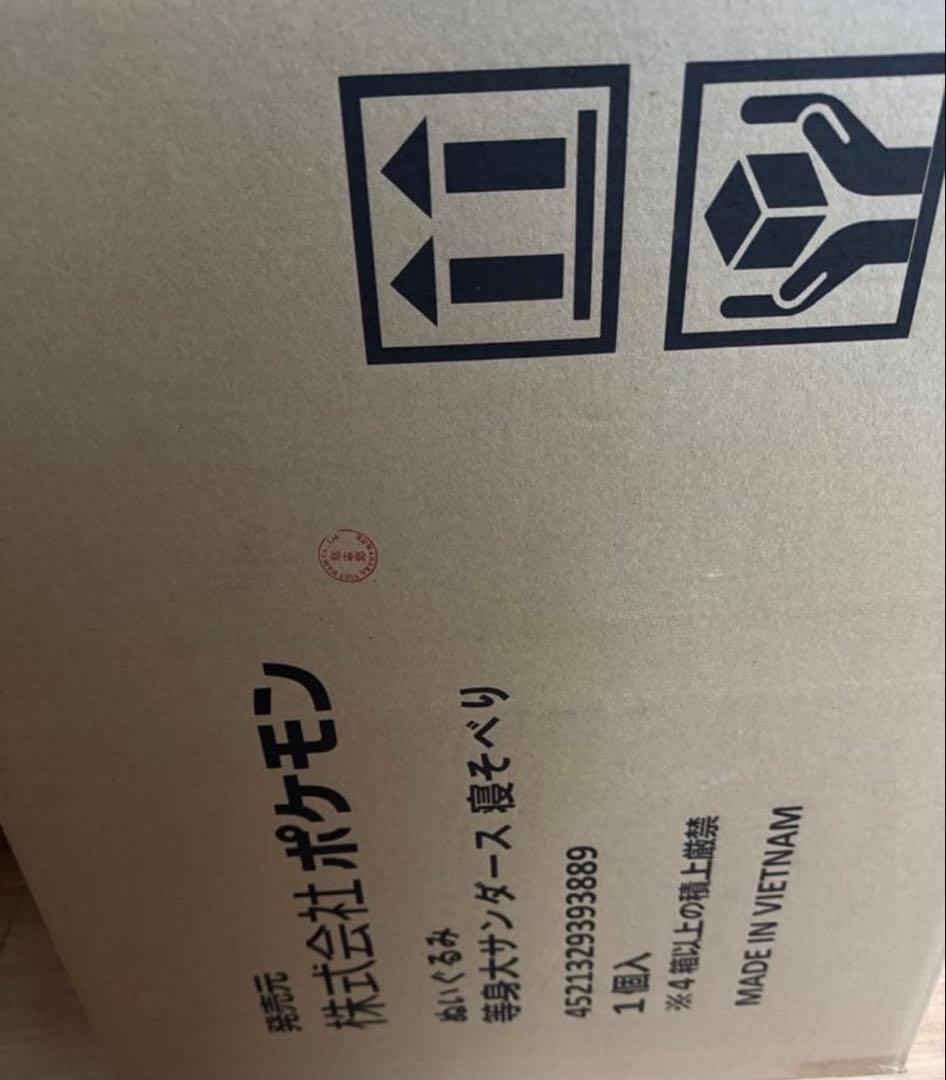 発売元
株式会社ポケモン
ぬいぐるみ
等身大サンダース 寝そべり
4521329393889
1個入
※4箱以上の積上厳禁
MADE IN VIETNAM